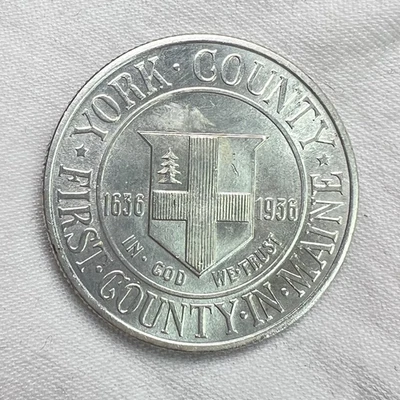 YORK · COUNTY
FIRST · COUNTY · IN · MAINE
1636 1936
IN · GOD WE · TRUST